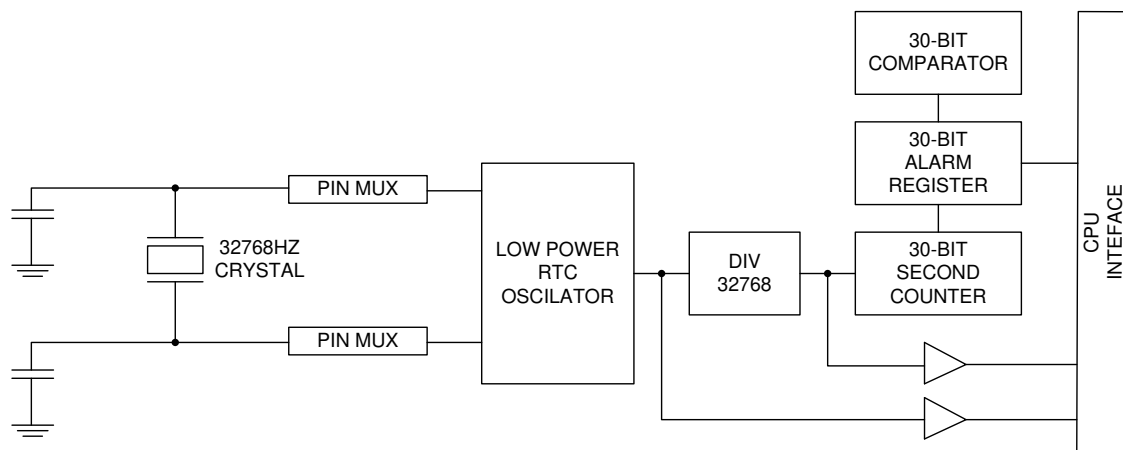 30-BIT
COMPARATOR
30-BIT
ALARM
REGISTER
PIN MUX
32768HZ
CRYSTAL
LOW POWER
RTC
OSCILATOR
DIV
32768
30-BIT
SECOND
COUNTER
PIN MUX
CPU
INTEFACE